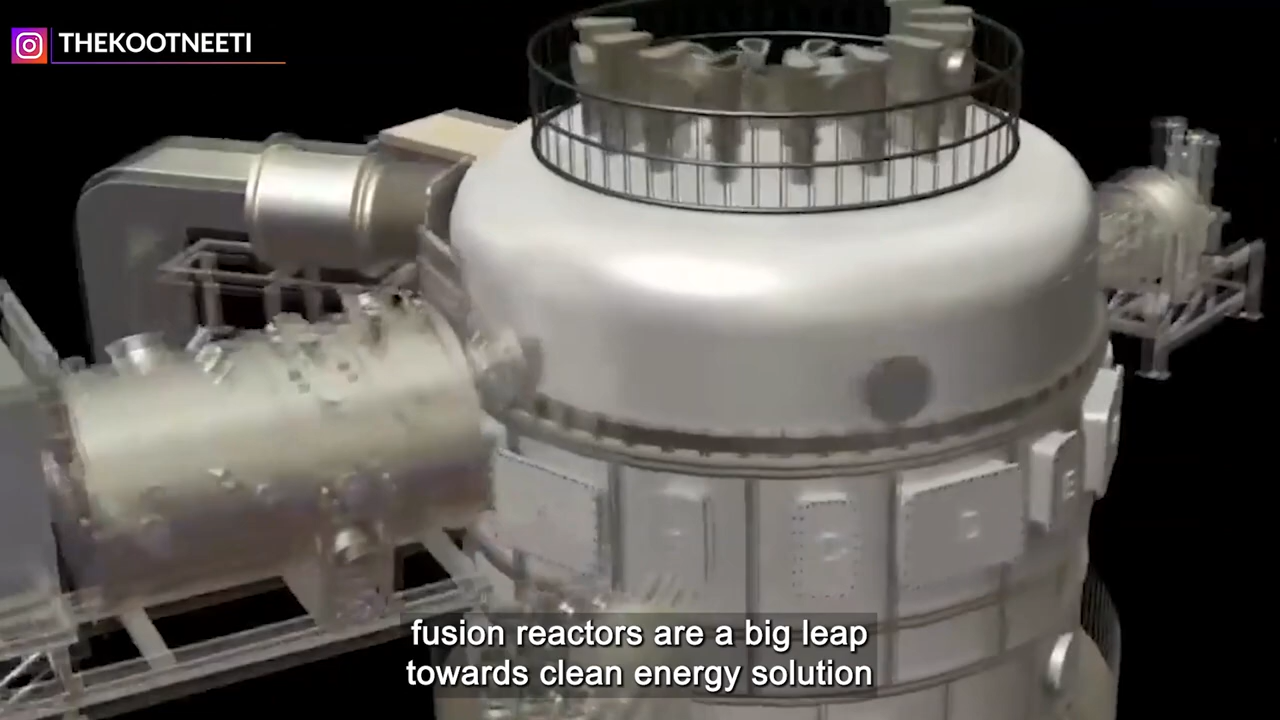 THEKOOTNEETI
fusion reactors are a big leap
towards clean energy solution